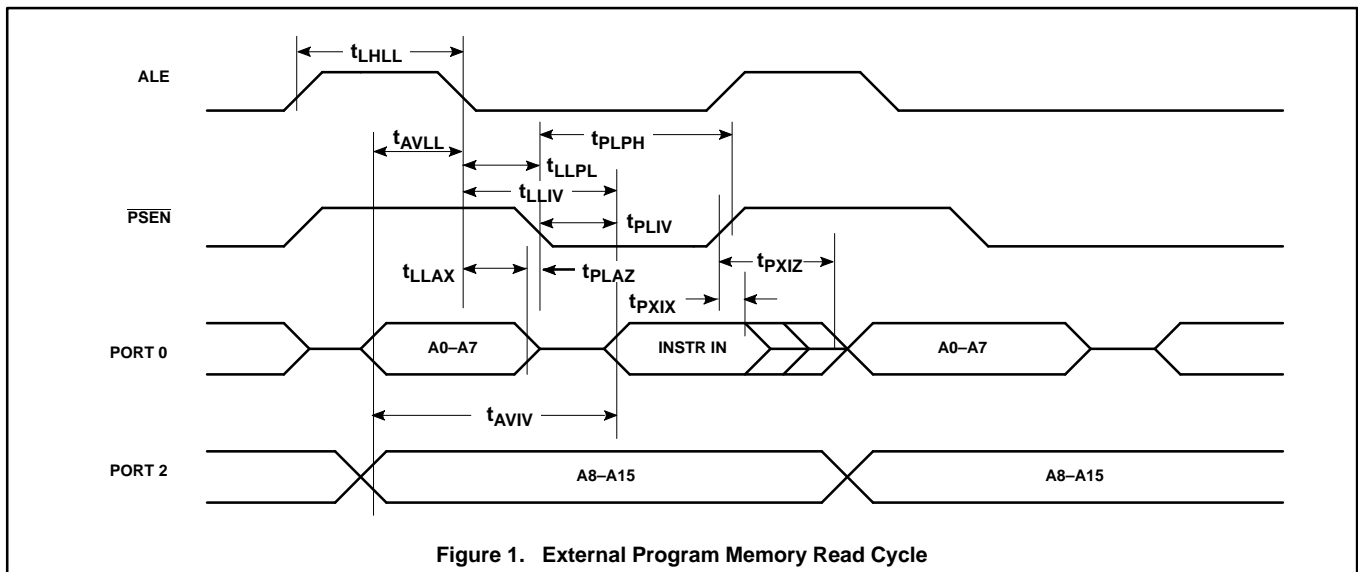 tLHLL
ALE
tAVLL
tPLPH
tLLPL
tLLIV
PSEN
tPLIV
tLLAX
tPLAZ
tPXIZ
tPXIX
PORT 0
A0–A7
INSTR IN
A0–A7
tAVIV
PORT 2
A8–A15
A8–A15
Figure 1. External Program Memory Read Cycle